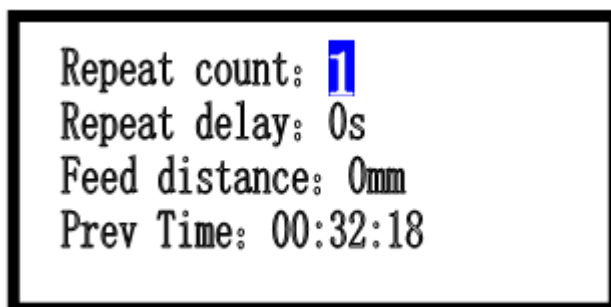 Repeat count: 1
Repeat delay: 0s
Feed distance: 0mm
Prev Time: 00:32:18